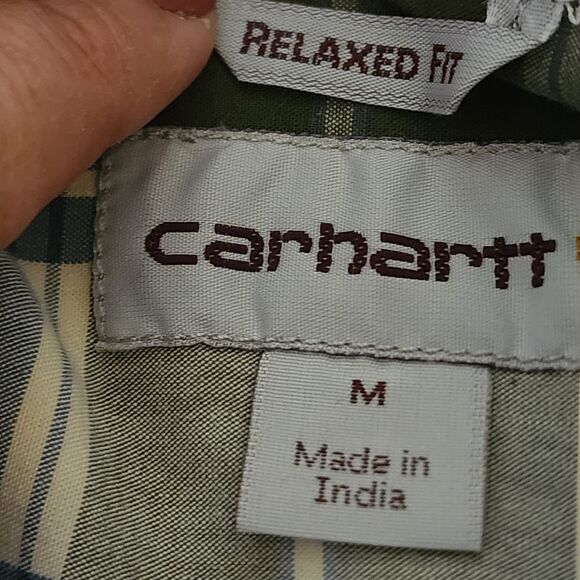 RELAXED FIT
carhartt
M
Made in
India